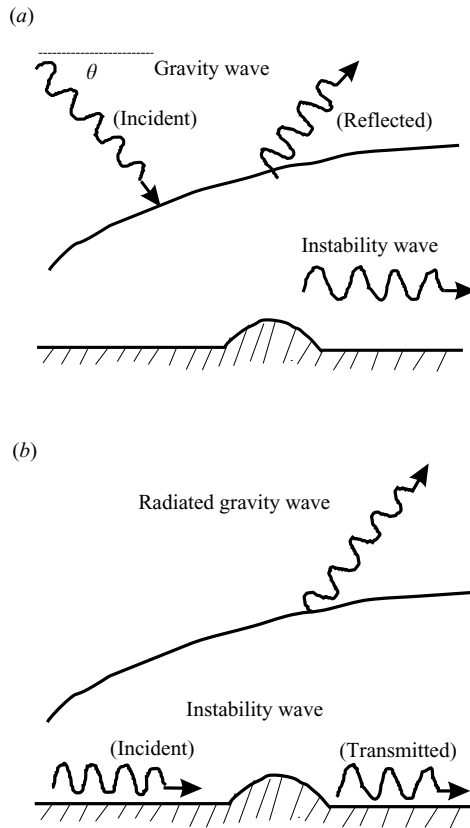 (a)
θ
Gravity wave
(Incident)
(Reflected)
Instability wave
(b)
Radiated gravity wave
Instability wave
(Incident)
(Transmitted)